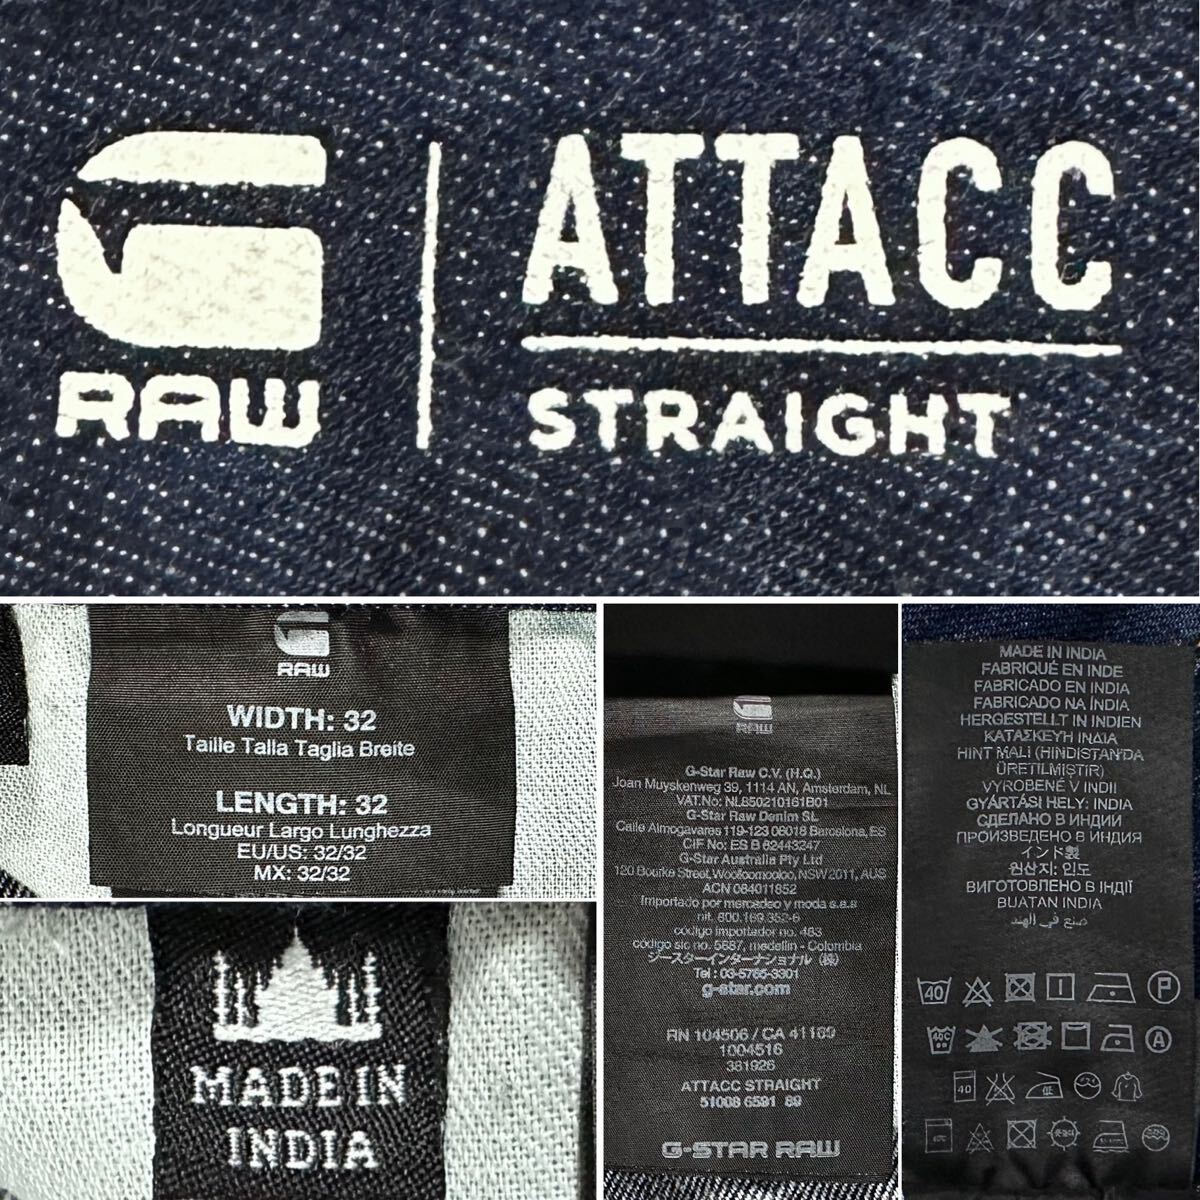 RAW
ATTACC
STRAIGHT
RAW
WIDTH: 32
Taille Talla Taglia Breite
LENGTH: 32
Longueur Largo Lunghezza
EU/US: 32/32
MX: 32/32
MADE IN
INDIA
RAW
G-Star Raw C.V. (H.Q.)
Joan Muyskenweg 39, 1114 AN, Amsterdam, NL
VAT.No: NL850210161B01
G-Star Raw Denim SL
Calle Almogavares 119-123 08018 Barcelona, ES
CIF No: ES B 62443247
G-Star Australia Pty Ltd
120 Bourke Street, Woolloomooloo, NSW 2011, AUS
ACN 084011852
Importado por mercadeo y moda s.a.s
nit. 800.169.352-6
código importador no. 483
código sic no. 5687, medellin - Colombia
ジースターインターナショナル (株)
Tel : 03-5765-3301
g-star.com
RN 104506 / CA 41169
1004516
381926
ATTACC STRAIGHT
51008 6591 89
G-STAR RAW
MADE IN INDIA
FABRIQUÉ EN INDE
FABRICADO EN INDIA
FABRICADO NA ÍNDIA
HERGESTELLT IN INDIEN
ΚΑΤΑΣΚΕΥΗ ΙΝΔΙΑ
HINT MALI (HINDISTAN'DA
ÜRETILMIŞTIR)
VYROBENÉ V INDII
GYÁRTÁSI HELY: INDIA
СДЕЛАНО В ИНДИИ
ПРОИЗВЕДЕНО В ИНДИЯ
インド製
원산지: 인도
ВИГОТОВЛЕНО В ІНДІЇ
BUATAN INDIA
صنع في الهند
40 P
40C A
40